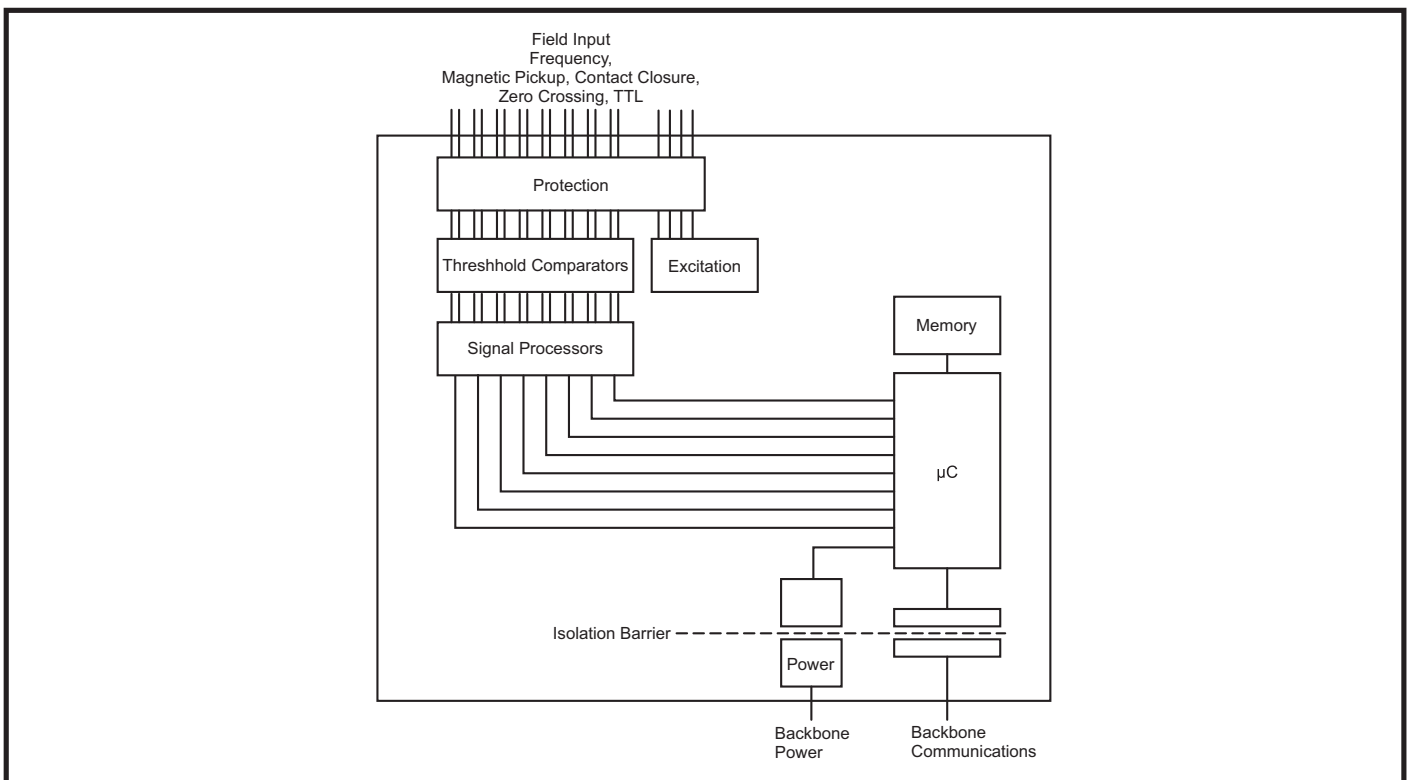 Field Input
Frequency,
Magnetic Pickup, Contact Closure,
Zero Crossing, TTL
Protection
Threshhold Comparators
Excitation
Signal Processors
Memory
µC
Isolation Barrier
Power
Backbone
Power
Backbone
Communications